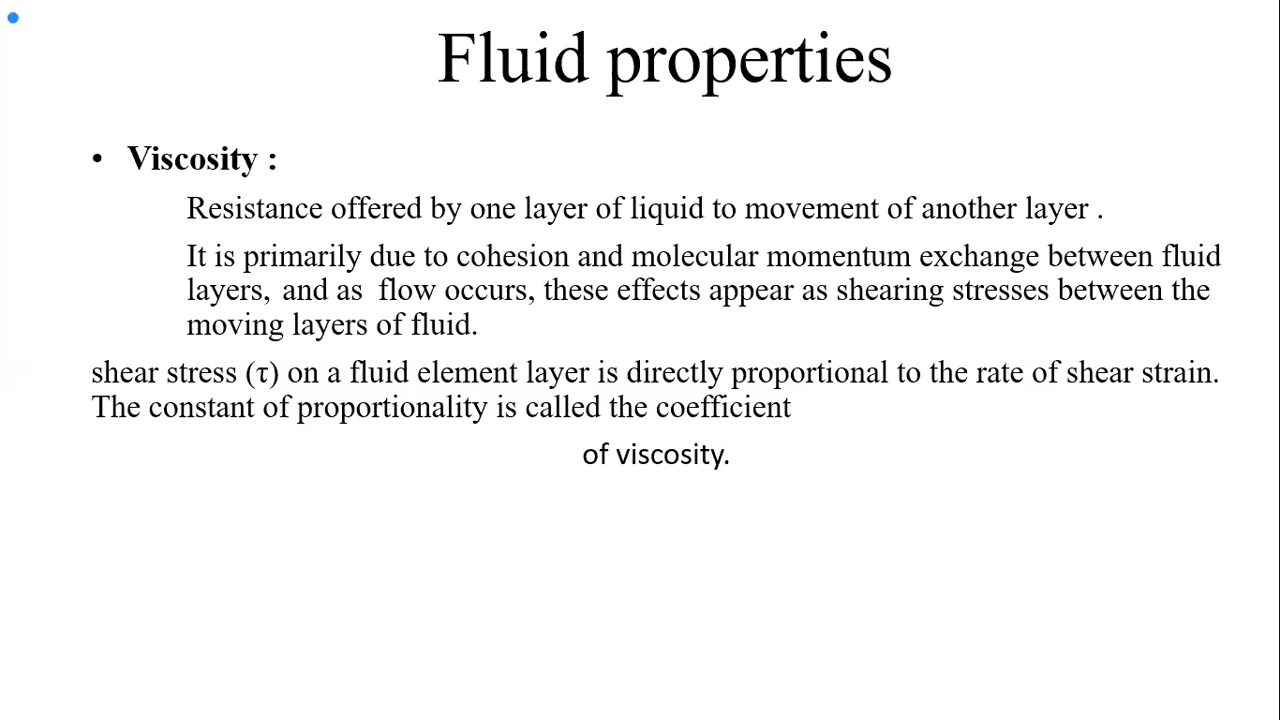 Fluid properties
• Viscosity :
Resistance offered by one layer of liquid to movement of another layer .
It is primarily due to cohesion and molecular momentum exchange between fluid
layers, and as flow occurs, these effects appear as shearing stresses between the
moving layers of fluid.
shear stress (τ) on a fluid element layer is directly proportional to the rate of shear strain.
The constant of proportionality is called the coefficient
of viscosity.